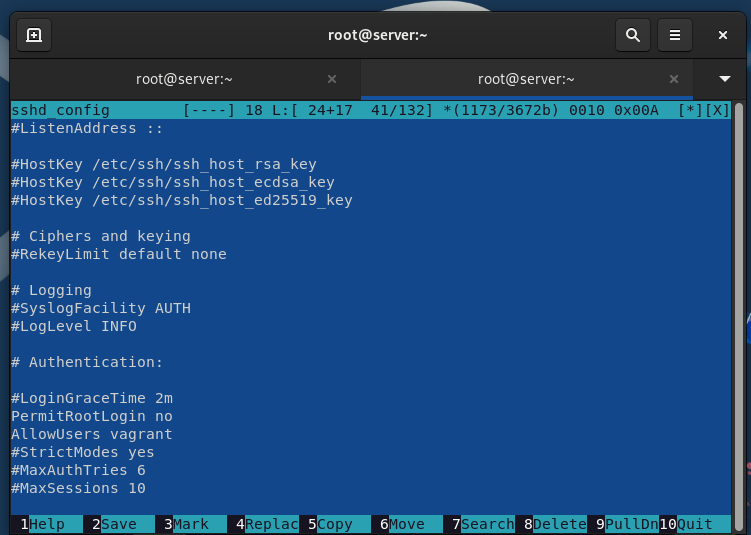 root@server:~
root@server:~ root@server:~
sshd_config [----] 18 L:[ 24+17 41/132] *(1173/3672b) 0010 0x00A [*][X]
#ListenAddress ::
#HostKey /etc/ssh/ssh_host_rsa_key
#HostKey /etc/ssh/ssh_host_ecdsa_key
#HostKey /etc/ssh/ssh_host_ed25519_key
# Ciphers and keying
#RekeyLimit default none
# Logging
#SyslogFacility AUTH
#LogLevel INFO
# Authentication:
#LoginGraceTime 2m
PermitRootLogin no
AllowUsers vagrant
#StrictModes yes
#MaxAuthTries 6
#MaxSessions 10
1Help 2Save 3Mark 4Replac 5Copy 6Move 7Search 8Delete 9PullDn 10Quit